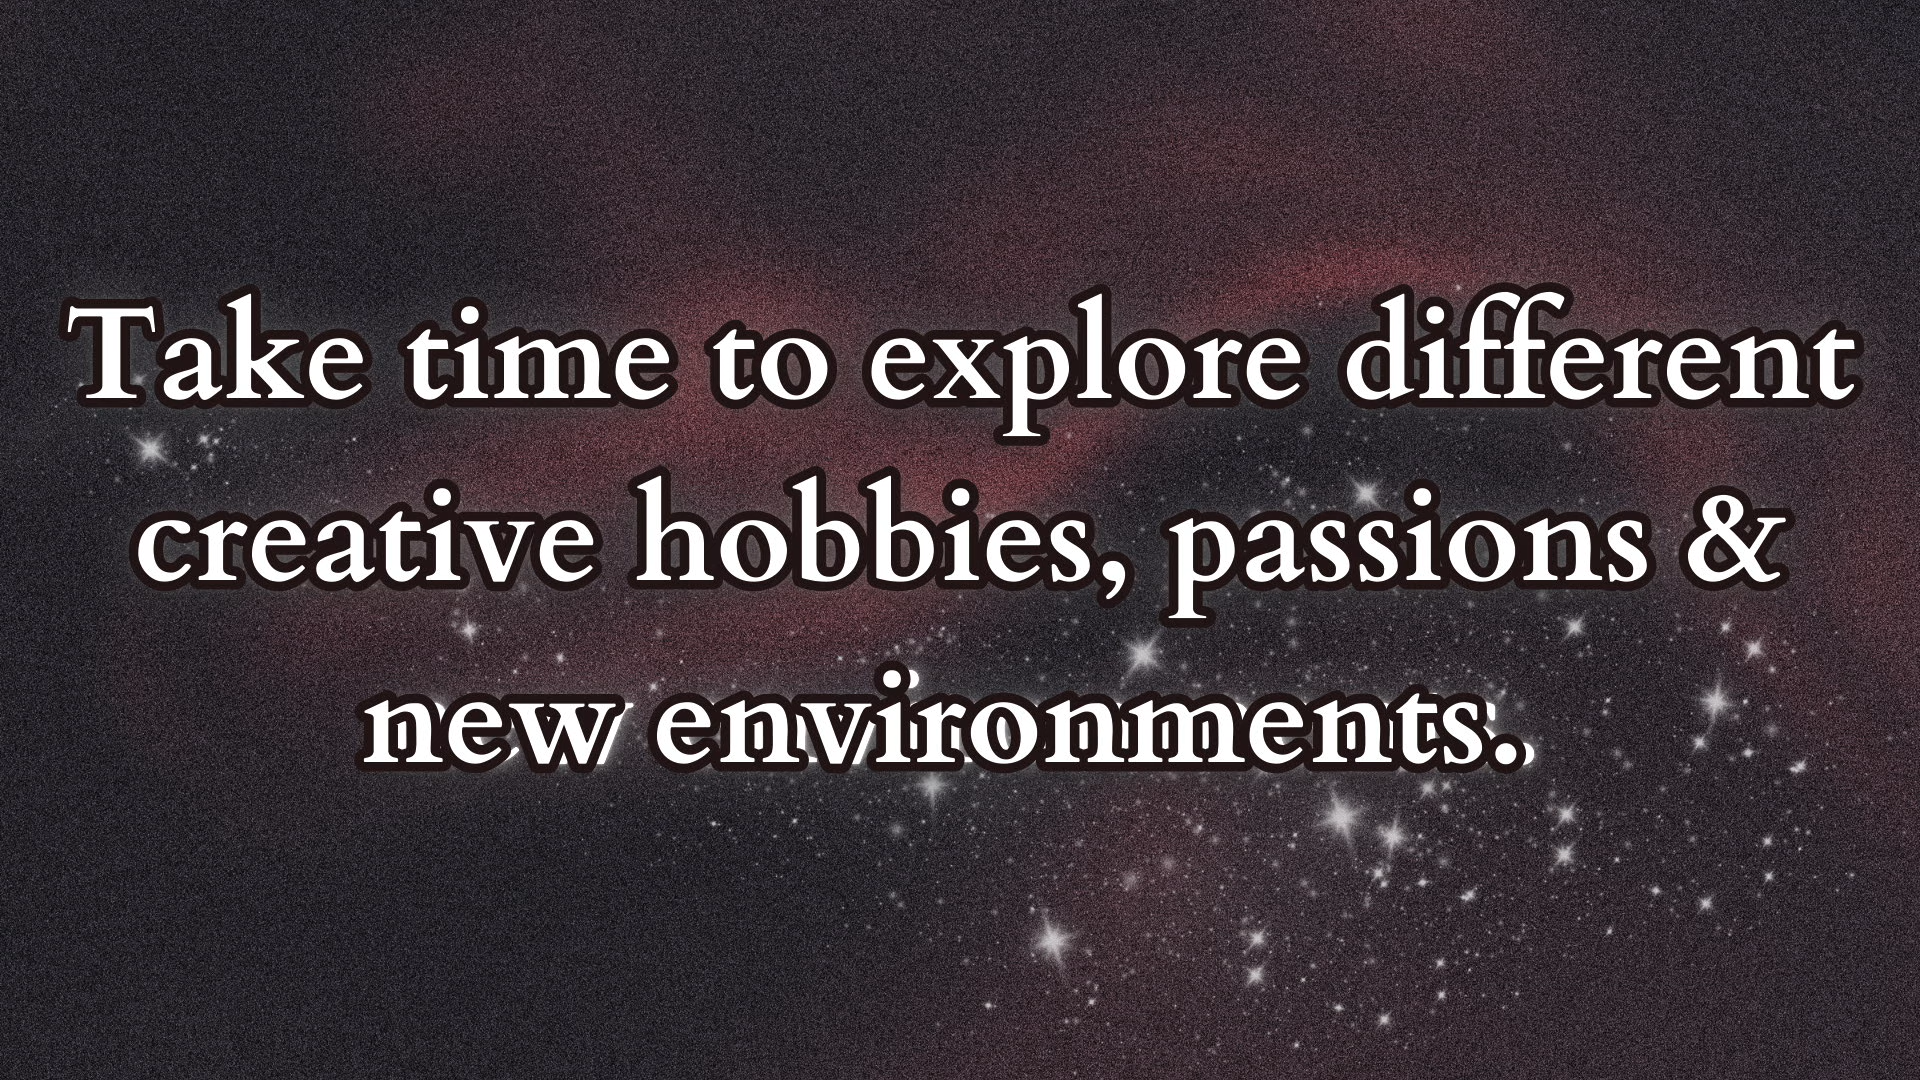 Take time to explore different
creative hobbies, passions &
new environments.